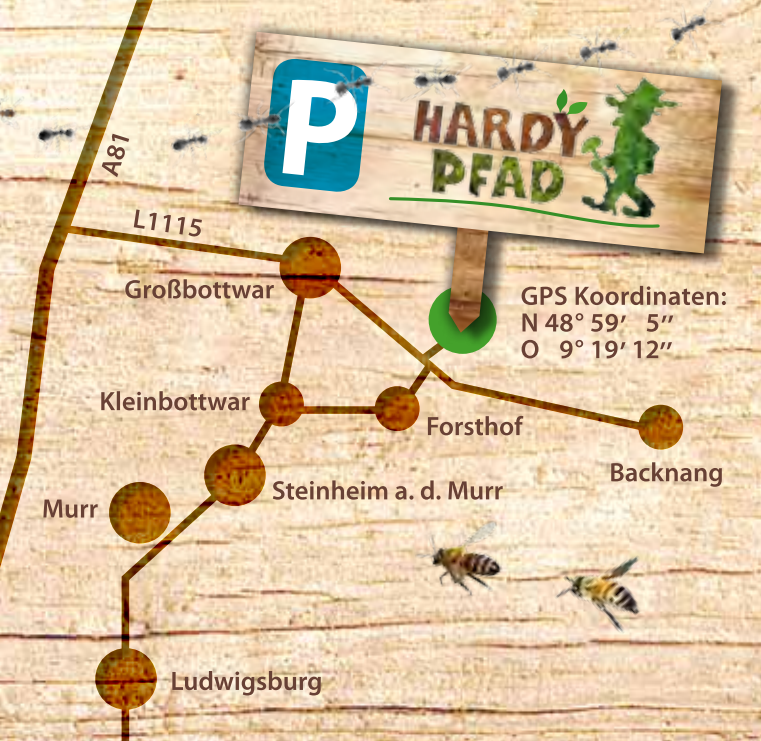 P
HARDY
PFAD
A81
L1115
Großbottwar
GPS Koordinaten:
N 48° 59′ 5′′
O 9° 19′ 12′′
Kleinbottwar
Forsthof
Backnang
Steinheim a. d. Murr
Murr
Ludwigsburg